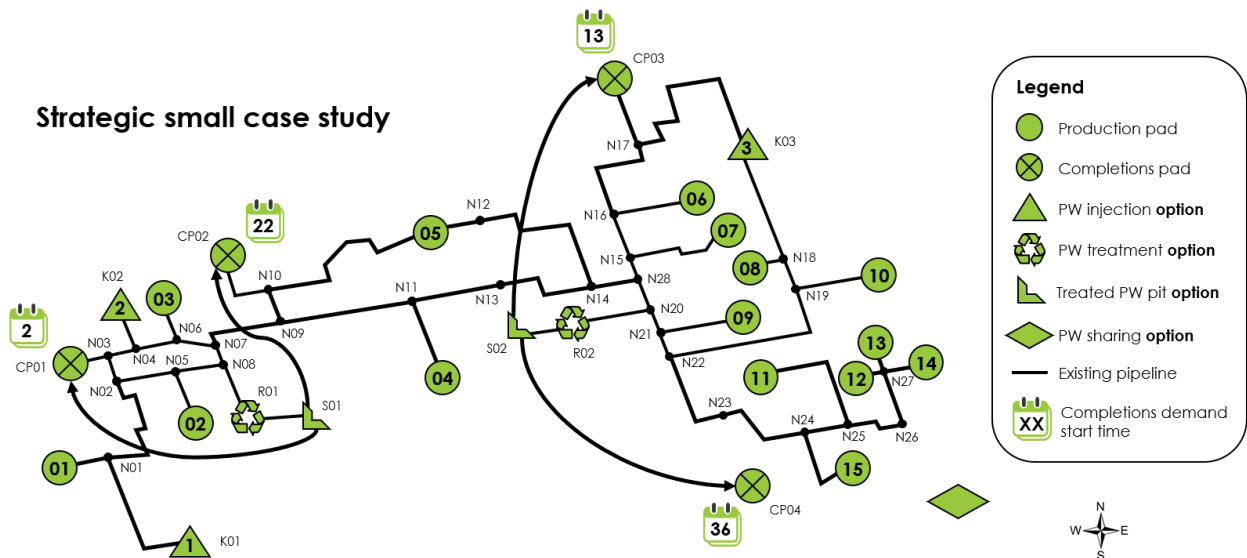 13
CP03
Strategic small case study
Legend
Production pad
Completions pad
PW injection option
PW treatment option
Treated PW pit option
PW sharing option
Existing pipeline
XX
Completions demand
start time
N17
3
K03
N12
06
N16
22
CP02
05
07
N15
08
N18
10
N28
N19
K02
2
03
N10
N11
N13
N14
N20
09
2
N06
N09
S02
R02
N21
N22
N03
N04
N07
CP01
N05
N08
N02
04
11
13
12
14
N27
R01
S01
02
N23
N24
N25
N26
01
N01
15
CP04
36
1
K01
N
W
E
S